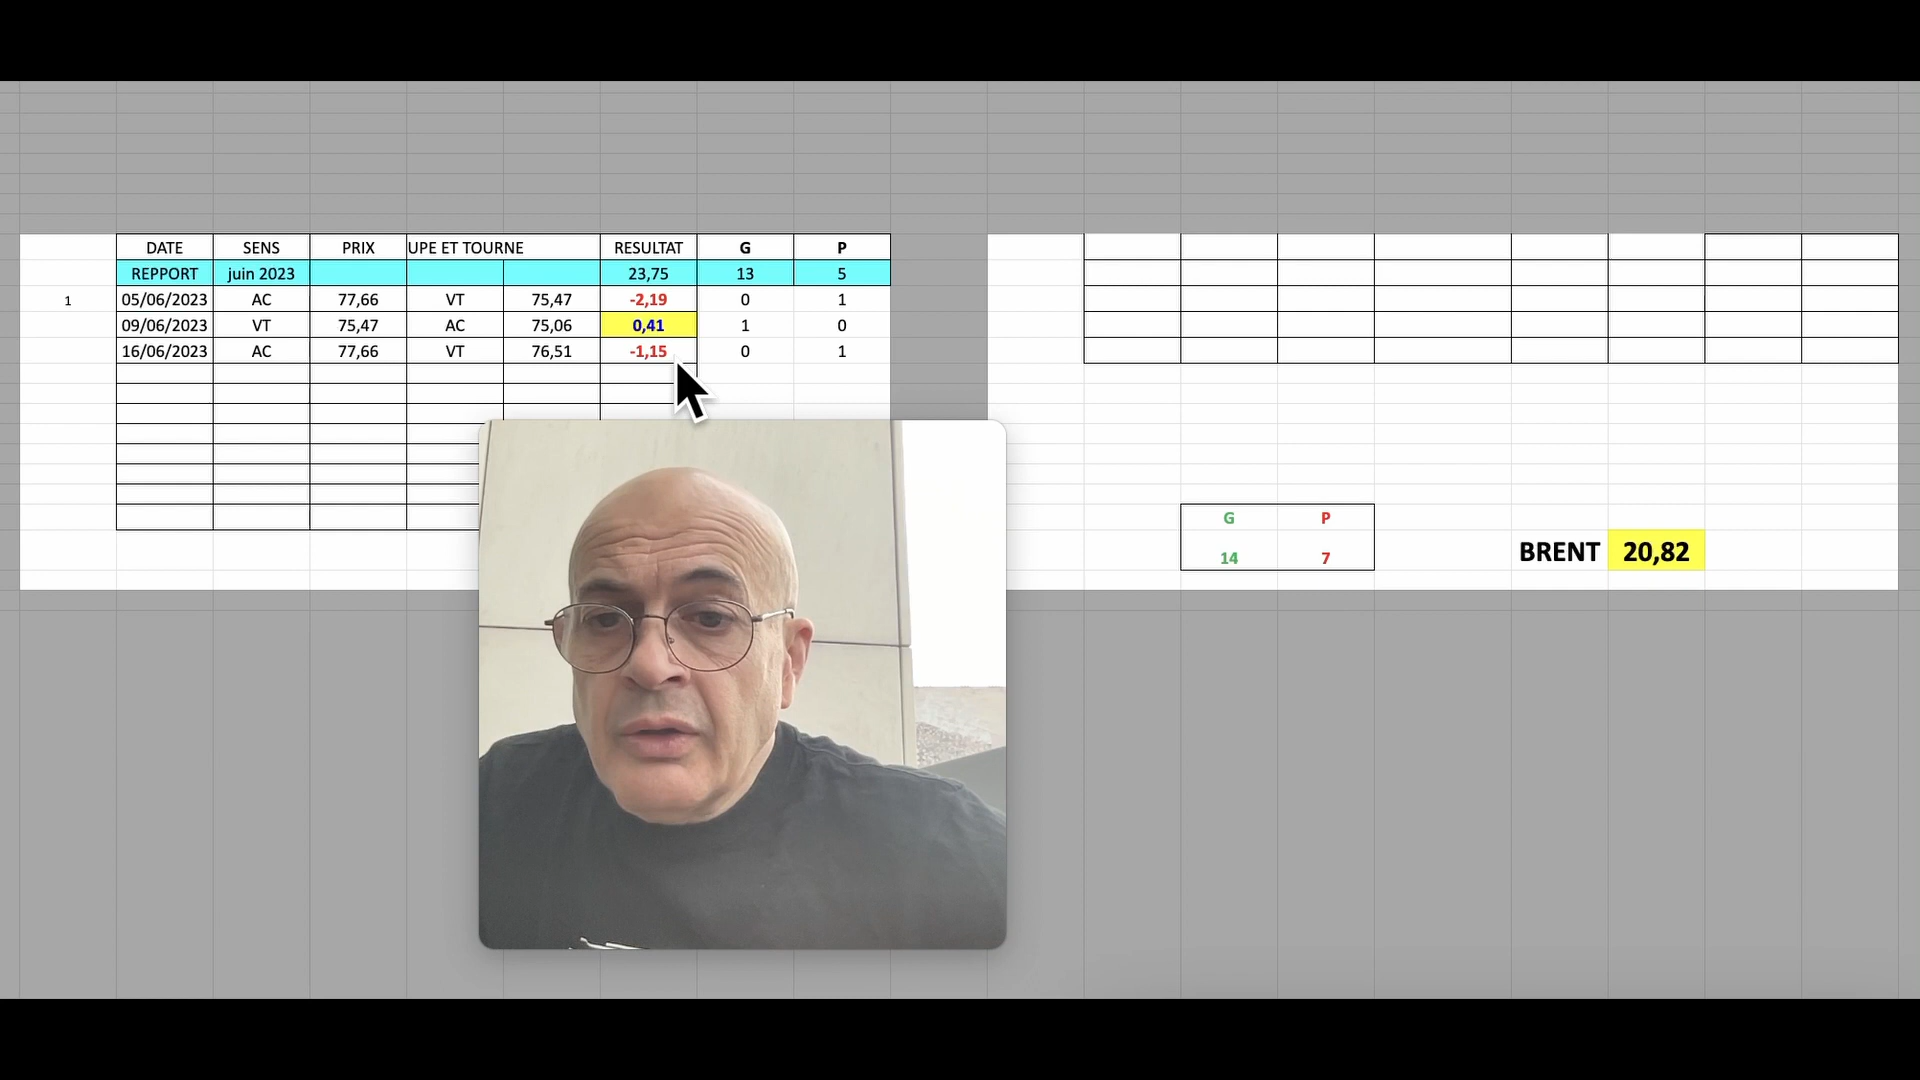 DATE SENS PRIX UPE ET TOURNE RESULTAT G P
REPPORT juin 2023 23,75 13 5
1 05/06/2023 AC 77,66 VT 75,47 -2,19 0 1
09/06/2023 VT 75,47 AC 75,06 0,41 1 0
16/06/2023 AC 77,66 VT 76,51 -1,15 0 1
G P
14 7
BRENT 20,82